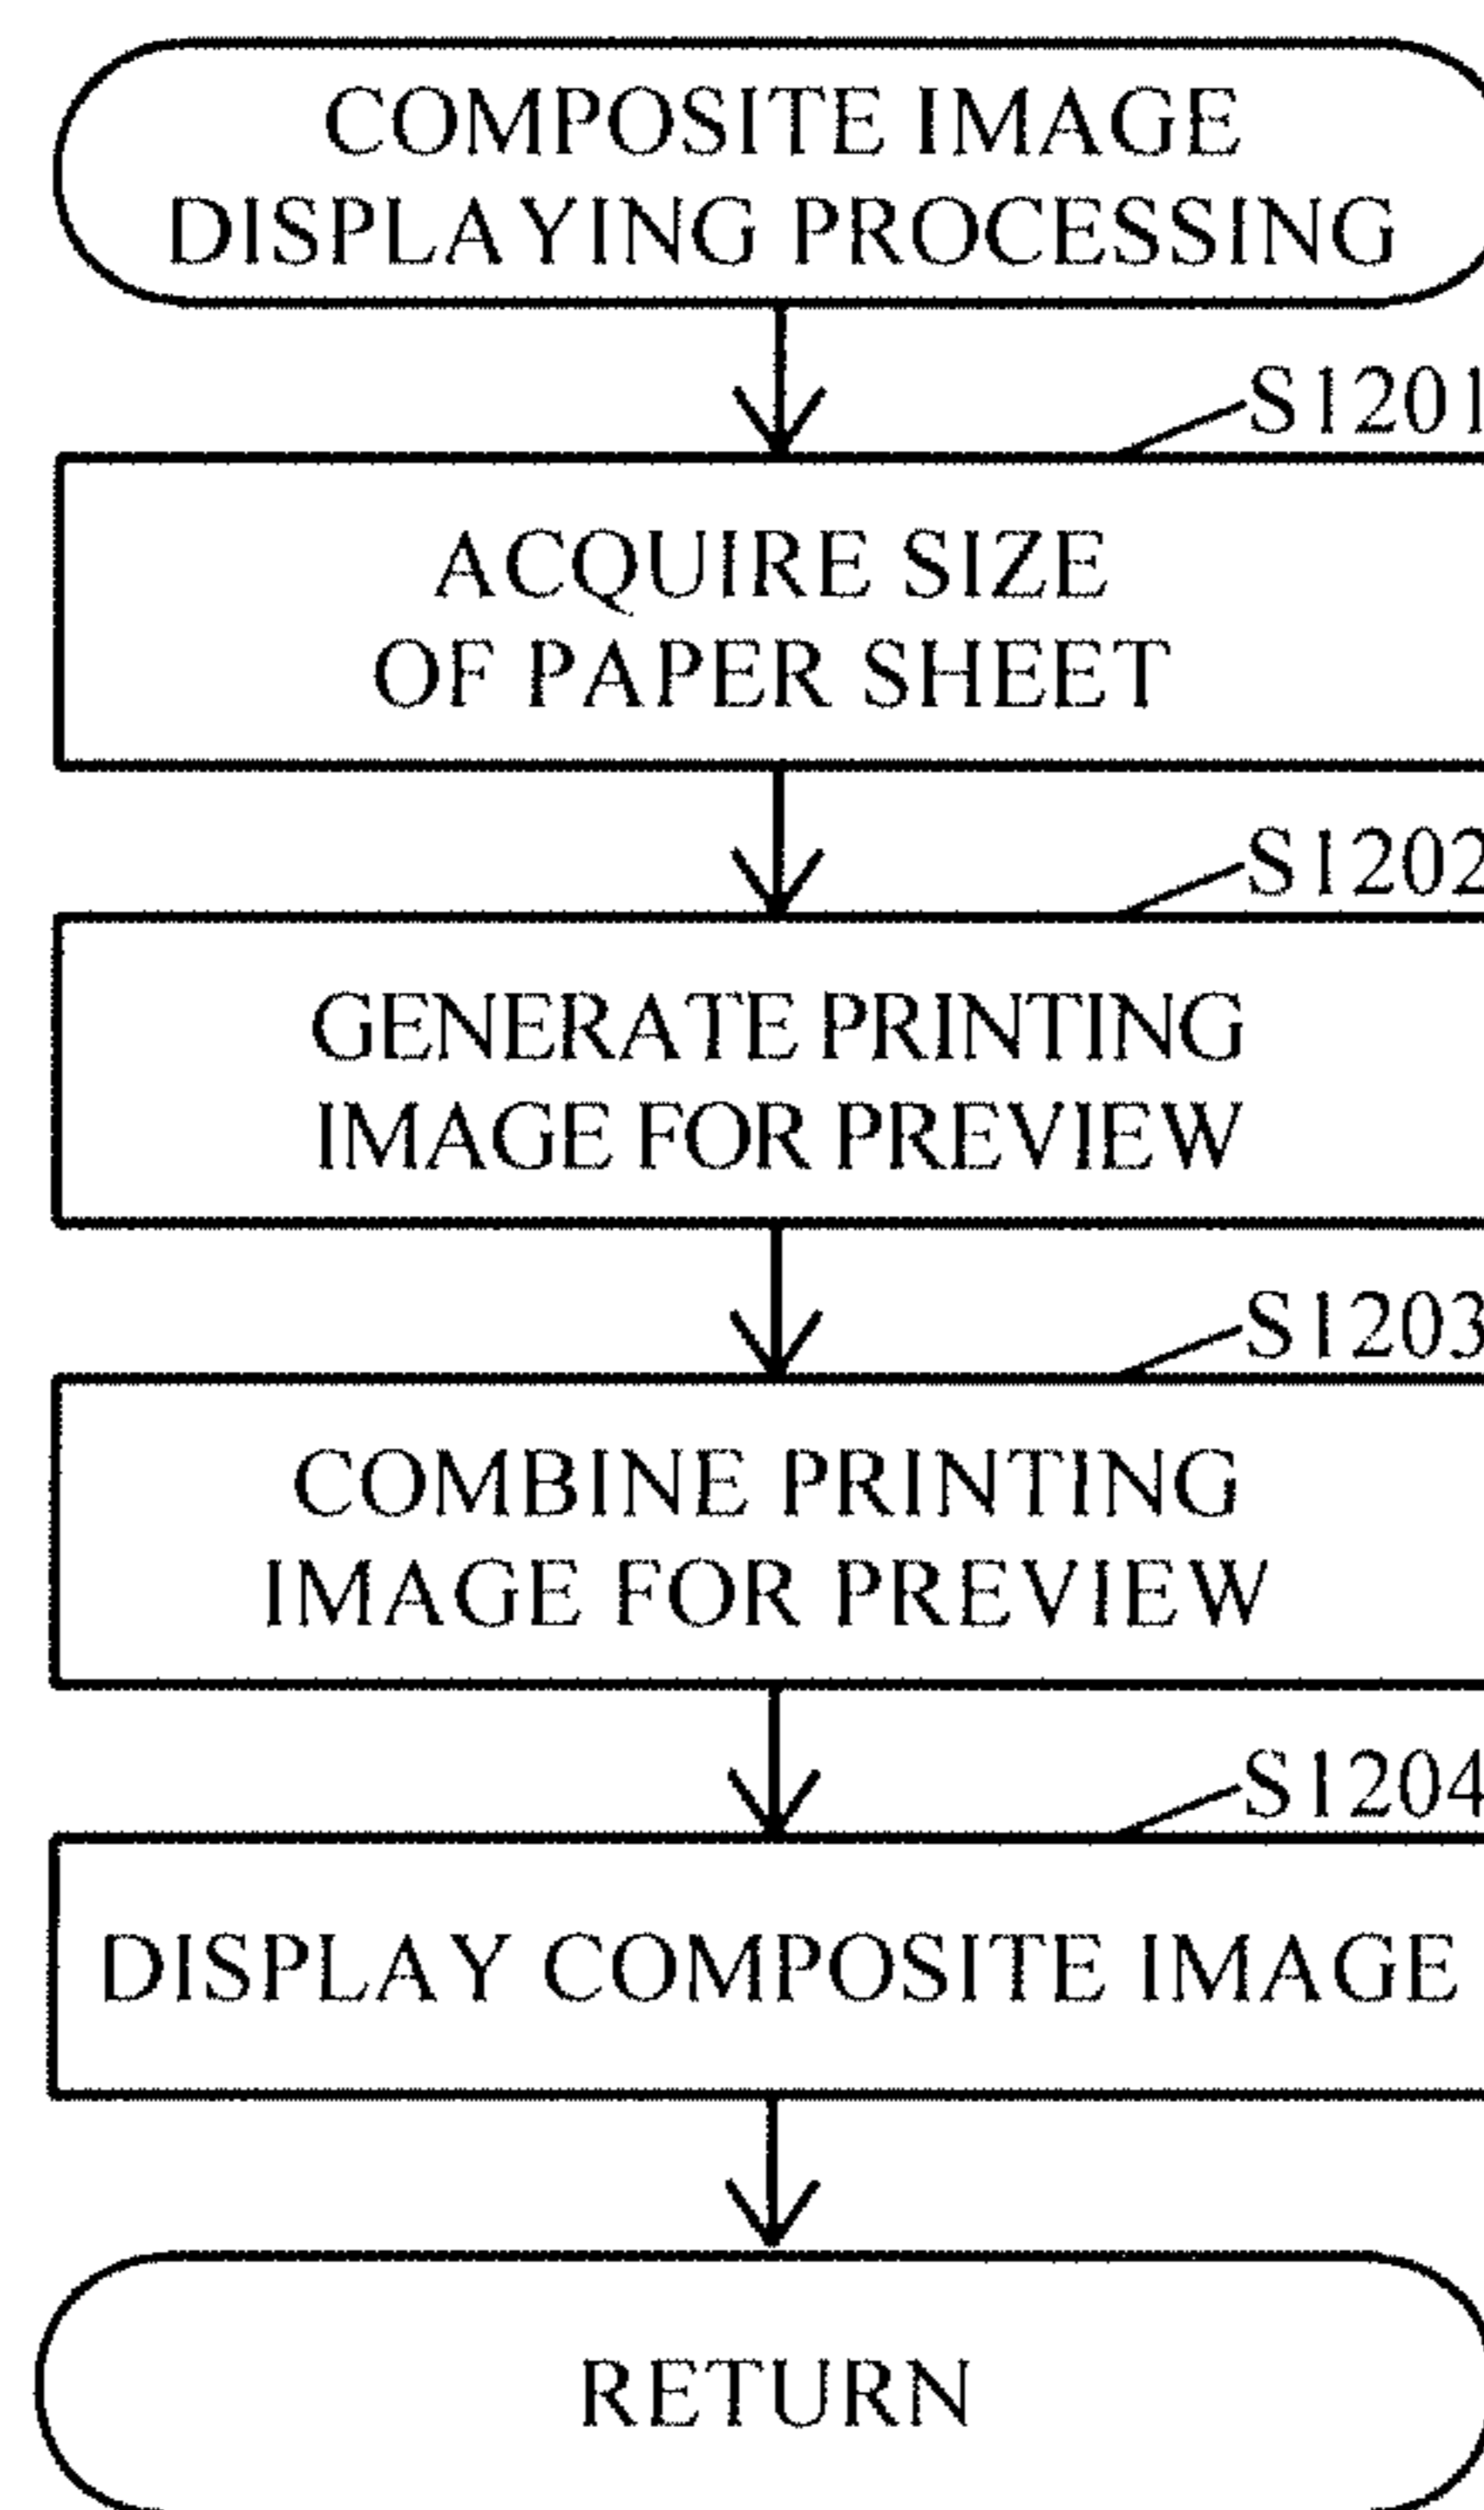 COMPOSITE IMAGE
DISPLAYING PROCESSING
S1201
ACQUIRE SIZE
OF PAPER SHEET
S1202
GENERATE PRINTING
IMAGE FOR PREVIEW
S1203
COMBINE PRINTING
IMAGE FOR PREVIEW
S1204
DISPLAY COMPOSITE IMAGE
RETURN